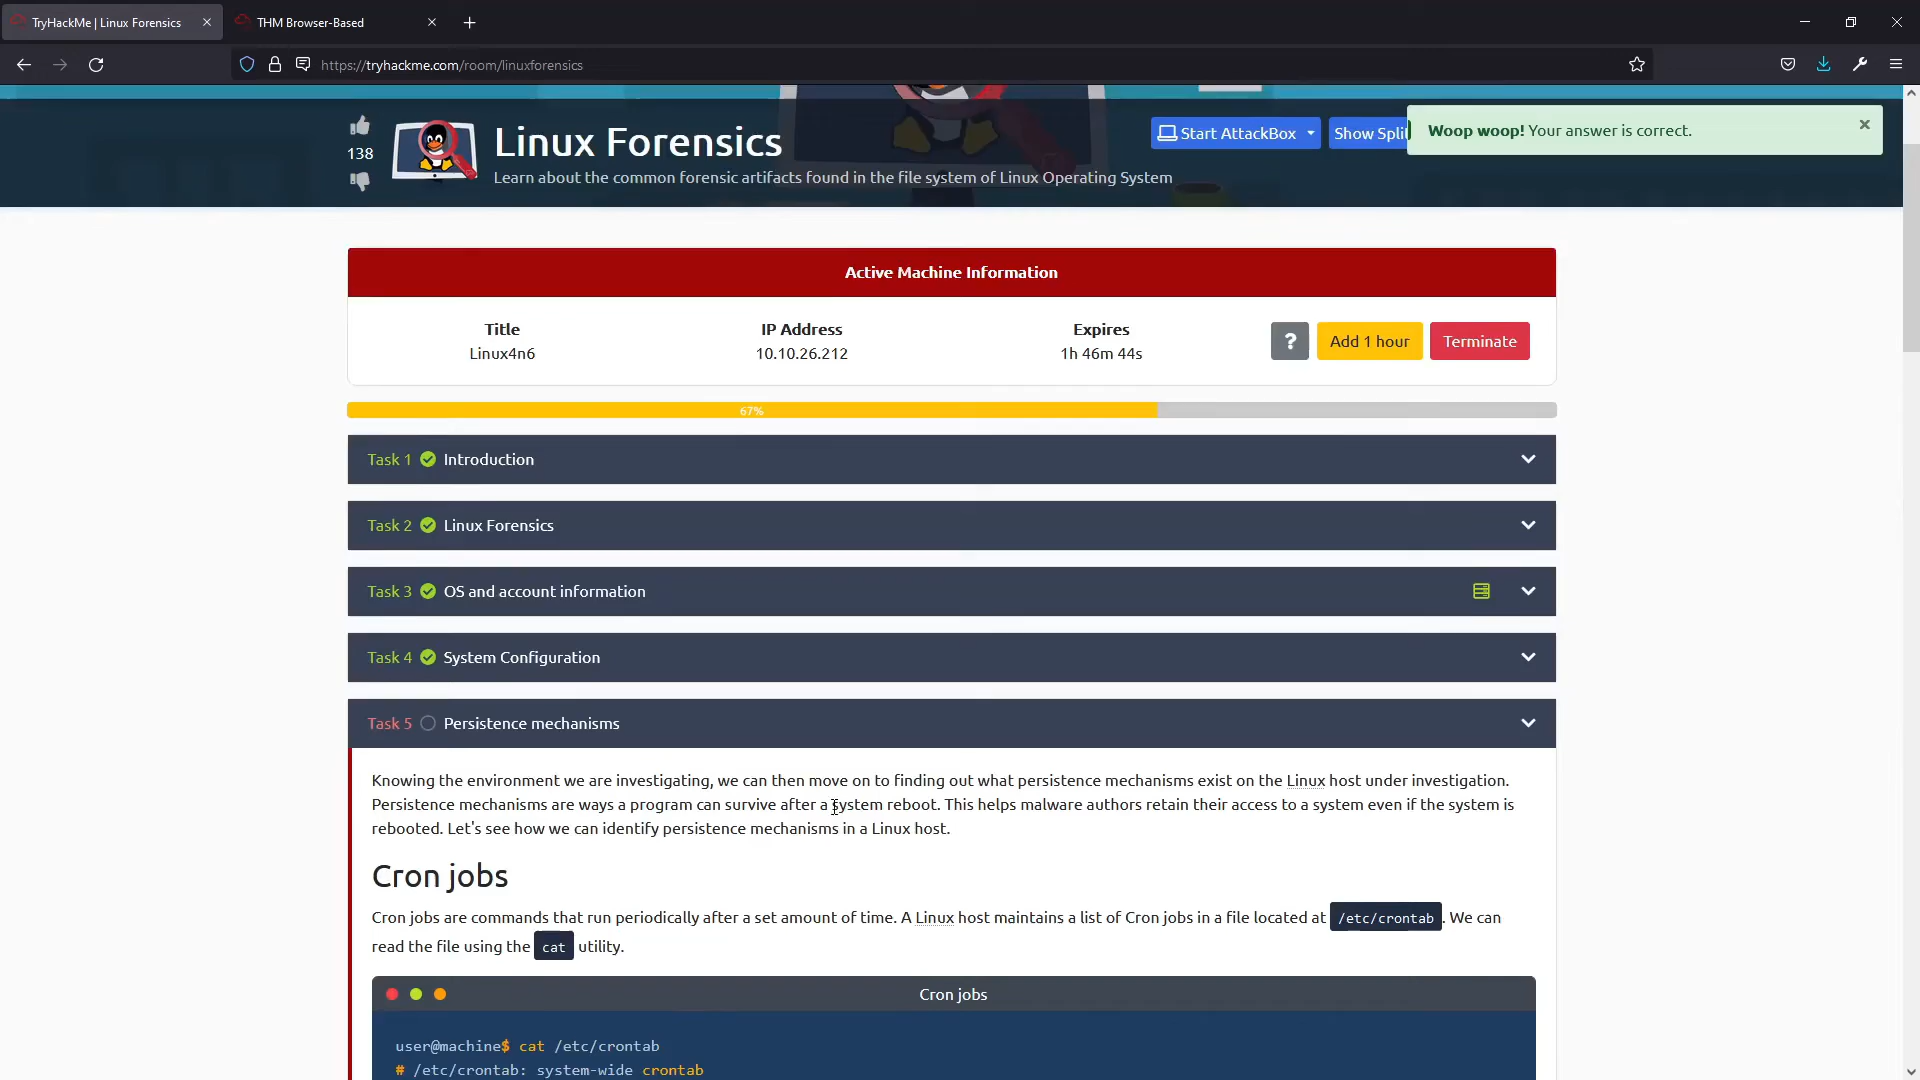 TryHackMe | Linux Forensics
THM Browser-Based
https://tryhackme.com/room/linuxforensics
138
Linux Forensics
Learn about the common forensic artifacts found in the file system of Linux Operating System
Start AttackBox
Show Spli
Woop woop! Your answer is correct.
Active Machine Information
Title
IP Address
Expires
Linux4n6
10.10.26.212
1h 46m 44s
?
Add 1 hour
Terminate
67%
Task 1 Introduction
Task 2 Linux Forensics
Task 3 OS and account information
Task 4 System Configuration
Task 5 Persistence mechanisms
Knowing the environment we are investigating, we can then move on to finding out what persistence mechanisms exist on the Linux host under investigation.
Persistence mechanisms are ways a program can survive after a system reboot. This helps malware authors retain their access to a system even if the system is
rebooted. Let's see how we can identify persistence mechanisms in a Linux host.
Cron jobs
Cron jobs are commands that run periodically after a set amount of time. A Linux host maintains a list of Cron jobs in a file located at /etc/crontab. We can
read the file using the cat utility.
Cron jobs
user@machine$ cat /etc/crontab
# /etc/crontab: system-wide crontab